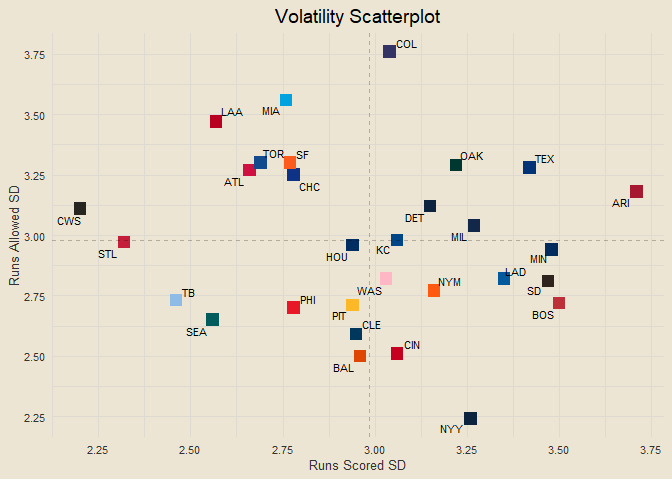 Volatility Scatterplot
COL
3.75
MIA
3.50
LAA
TOR
SF
OAK
TEX
3.25
ATL
CHC
ARI
CWS
DET
MIL
3.00
STL
HOU
KC
MIN
Runs Allowed SD
TB
WAS
NYM
LAD
SD
2.75
SEA
PHI
PIT
BOS
CLE
CIN
2.50
BAL
NYY
2.25
2.25
2.50
2.75
3.00
3.25
3.50
3.75
Runs Scored SD